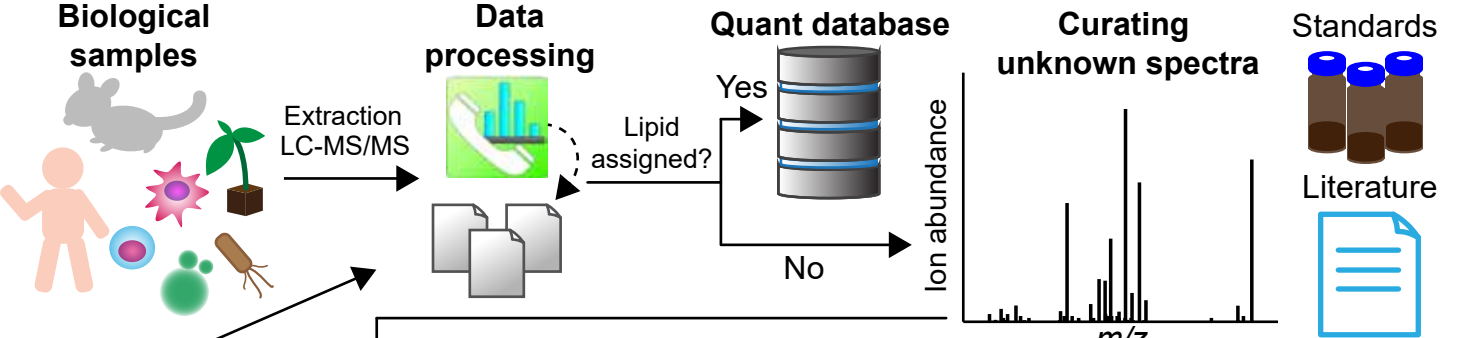 Biological
samples
Extraction
LC-MS/MS
Data
processing
Lipid
assigned?
Yes
No
Quant database
Curating
unknown spectra
Ion abundance
m/z
Standards
Literature